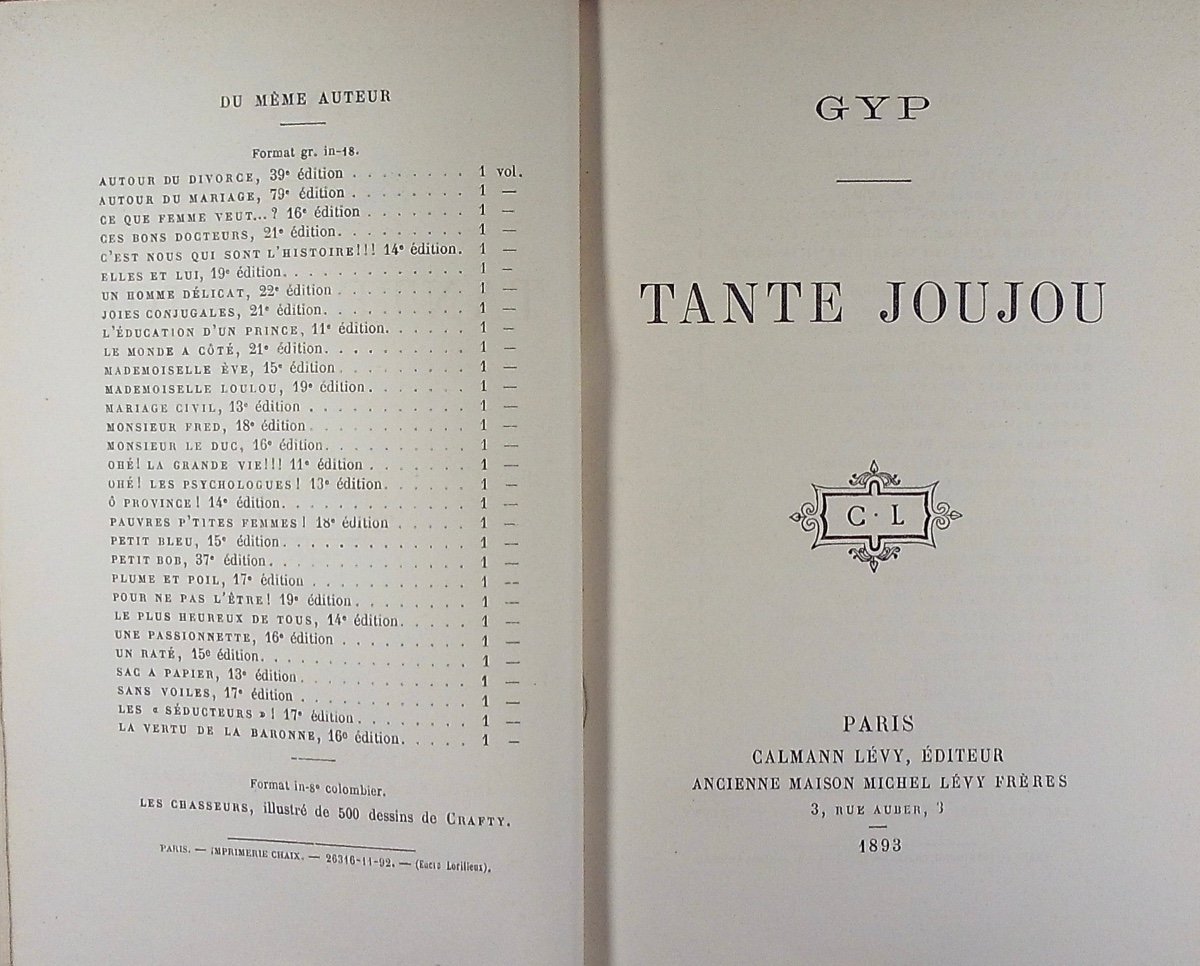 DU MÊME AUTEUR
Format gr. in-18.
AUTOUR DU DIVORCE, 39e édition . . . . . . . . 1 vol.
AUTOUR DU MARIAGE, 79e édition . . . . . . . . 1 —
CE QUE FEMME VEUT...? 16e édition . . . . . . . 1 —
CES BONS DOCTEURS, 21e édition. . . . . . . . . 1 —
C'EST NOUS QUI SONT L'HISTOIRE!!! 14e édition. 1 —
ELLES ET LUI, 19e édition. . . . . . . . . . . . . 1 —
UN HOMME DÉLICAT, 22e édition . . . . . . . . . 1 —
JOIES CONJUGALES, 21e édition. . . . . . . . . . 1 —
L'ÉDUCATION D'UN PRINCE, 11e édition. . . . . . 1 —
LE MONDE A CÔTÉ, 21e édition. . . . . . . . . . 1 —
MADEMOISELLE ÈVE, 15e édition . . . . . . . . . 1 —
MADEMOISELLE LOULOU, 19e édition. . . . . . . 1 —
MARIAGE CIVIL, 13e édition . . . . . . . . . . . 1 —
MONSIEUR FRED, 18e édition . . . . . . . . . . . 1 —
MONSIEUR LE DUC, 16e édition. . . . . . . . . . 1 —
OHÉ! LA GRANDE VIE!!! 11e édition . . . . . . . 1 —
OHÉ! LES PSYCHOLOGUES! 13e édition. . . . . . 1 —
Ô PROVINCE! 14e édition. . . . . . . . . . . . . 1 —
PAUVRES P'TITES FEMMES! 18e édition . . . . . 1 —
PETIT BLEU, 15e édition. . . . . . . . . . . . . 1 —
PETIT BOB, 37e édition. . . . . . . . . . . . . . 1 —
PLUME ET POIL, 17e édition . . . . . . . . . . . 1 —
POUR NE PAS L'ÊTRE! 19e édition. . . . . . . . 1 —
LE PLUS HEUREUX DE TOUS, 14e édition. . . . . 1 —
UNE PASSIONNETTE, 16e édition . . . . . . . . . 1 —
UN RATÉ, 15e édition. . . . . . . . . . . . . . . 1 —
SAC A PAPIER, 13e édition. . . . . . . . . . . . 1 —
SANS VOILES, 17e édition . . . . . . . . . . . . 1 —
LES « SÉDUCTEURS »! 17e édition. . . . . . . . 1 —
LA VERTU DE LA BARONNE, 16e édition. . . . . 1 —
Format in-8e colombier.
LES CHASSEURS, illustré de 500 dessins de CRAFTY.
PARIS. — IMPRIMERIE CHAIX. — 26316-11-92. — (Encre Lorilleux).
GYP
TANTE JOUJOU
C · L
PARIS
CALMANN LÉVY, ÉDITEUR
ANCIENNE MAISON MICHEL LÉVY FRÈRES
3, RUE AUBER, 3
1893